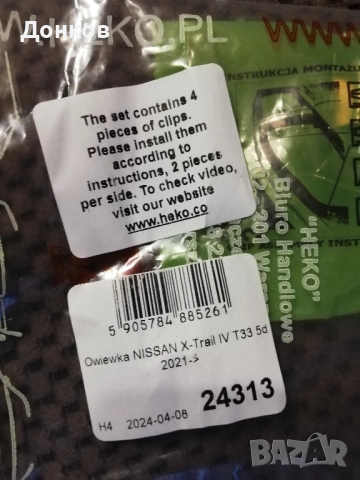 Донков
W.HEKO.PL
WWW.
INSTRUKCJA MONTAŻU
The set contains 4
pieces of clips.
Please install them
according to
instructions, 2 pieces
per side. To check video,
visit our website
www.heko.co
"HEKO"
Biuro Handlowe
5 905784 885261
Owiewka NISSAN X-Trail IV T33 5d
2021->
24313
H4 2024-04-08
BAZAR